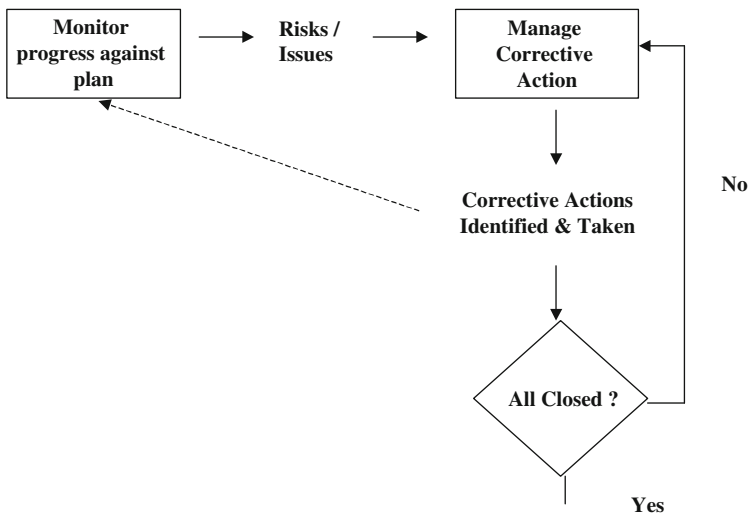 Monitor
progress against
plan
Risks /
Issues
Manage
Corrective
Action
No
Corrective Actions
Identified & Taken
All Closed ?
Yes